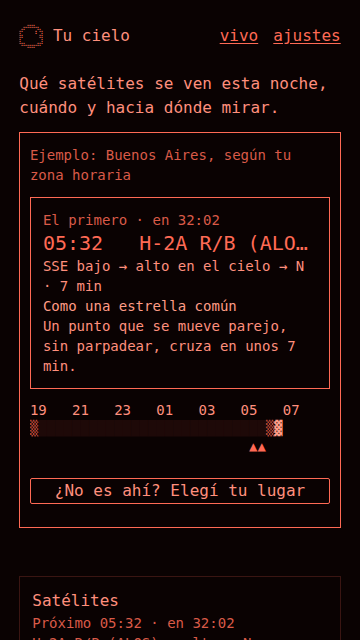 Tu cielo
vivo ajustes
Qué satélites se ven esta noche,
cuándo y hacia dónde mirar.
Ejemplo: Buenos Aires, según tu
zona horaria
El primero · en 32:02
05:32 H-2A R/B (ALO…
SSE bajo → alto en el cielo → N
· 7 min
Como una estrella común
Un punto que se mueve parejo,
sin parpadear, cruza en unos 7
min.
19 21 23 01 03 05 07
¿No es ahí? Elegí tu lugar
Satélites
Próximo 05:32 · en 32:02